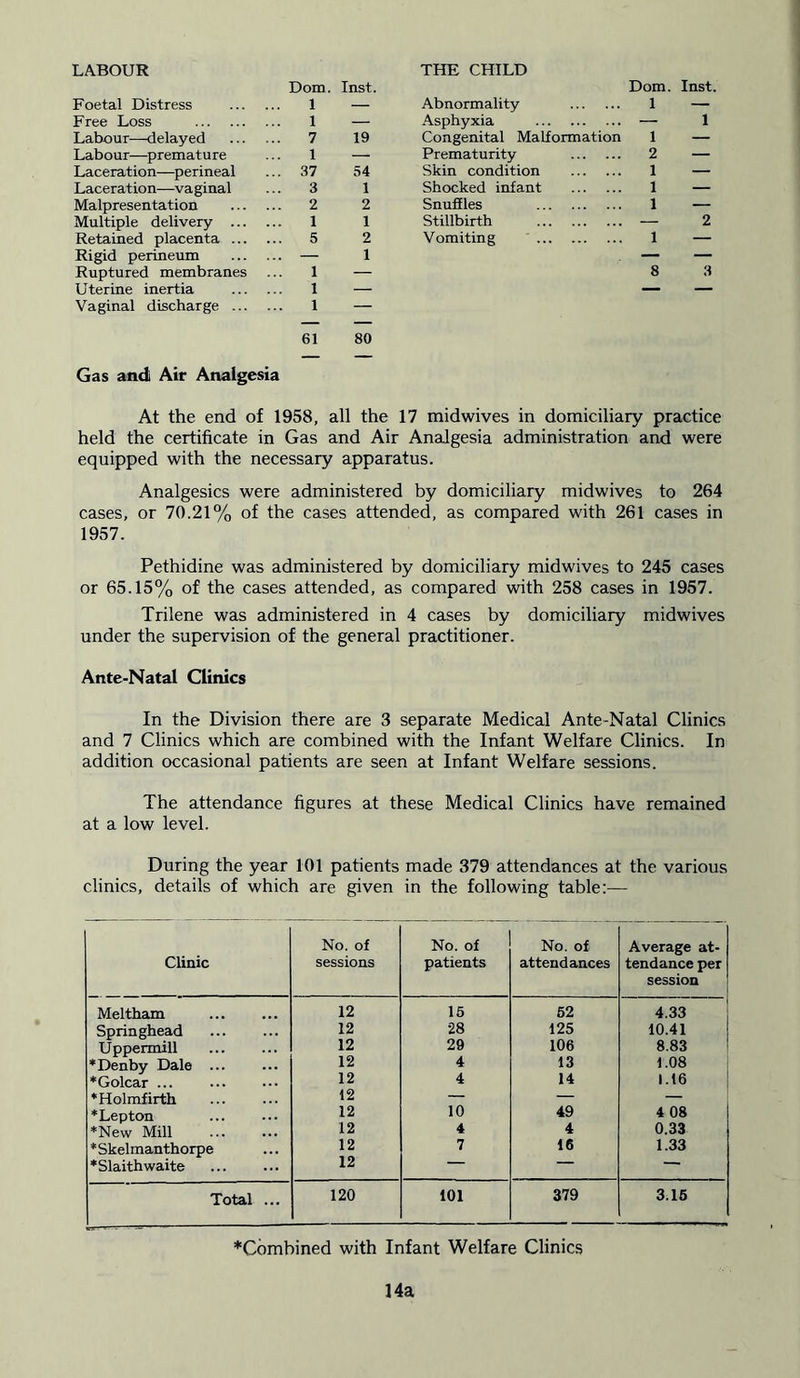 LABOUR
Dom. Inst.
Foetal Distress ... ... 1 —
Free Loss ... ... ... 1 —
Labour—delayed ... ... 7 19
Labour—premature ... 1 —
Laceration—perineal ... 37 54
Laceration—vaginal ... 3 1
Malpresentation ... ... 2 2
Multiple delivery ... ... 1 1
Retained placenta ... ... 5 2
Rigid perineum ... ... — 1
Ruptured membranes ... 1 —
Uterine inertia ... ... 1 —
Vaginal discharge ... ... 1 —
61 80
THE CHILD
Dom. Inst.
Abnormality ... ... 1 —
Asphyxia ... ... ... — 1
Congenital Malformation 1 —
Prematurity ... ... 2 —
Skin condition ... ... 1 —
Shocked infant ... ... 1 —
Snuffles ... ... ... 1 —
Stillbirth ... ... ... — 2
Vomiting ... ... ... 1 —
8 3
Gas and Air Analgesia
At the end of 1958, all the 17 midwives in domiciliary practice
held the certificate in Gas and Air Analgesia administration and were
equipped with the necessary apparatus.
Analgesics were administered by domiciliary midwives to 264
cases, or 70.21% of the cases attended, as compared with 261 cases in
1957.
Pethidine was administered by domiciliary midwives to 245 cases
or 65.15% of the cases attended, as compared with 258 cases in 1957.
Trilene was administered in 4 cases by domiciliary midwives
under the supervision of the general practitioner.
Ante-Natal Clinics
In the Division there are 3 separate Medical Ante-Natal Clinics
and 7 Clinics which are combined with the Infant Welfare Clinics. In
addition occasional patients are seen at Infant Welfare sessions.
The attendance figures at these Medical Clinics have remained
at a low level.
During the year 101 patients made 379 attendances at the various
clinics, details of which are given in the following table:—
Clinic No. of sessions No. of patients No. of attendances Average at-tendance per session
Meltham ... ... 12 15 52 4.33
Springhead ... ... 12 28 125 10.41
Uppermill ... ... 12 29 106 8.83
*Denby Dale ... ... 12 4 13 1.08
*Golcar ... ... ... 12 4 14 1.16
*Holmfirth ... ... 12 — — —
*Lepton ... ... 12 10 49 4 08
*New Mill ... ... 12 4 4 0.33
*Skelmanthorpe ... 12 7 16 1.33
*Slaithwaite ... ... 12 — — —
Total ... 120 101 379 3.15
*Combined with Infant Welfare Clinics
14a